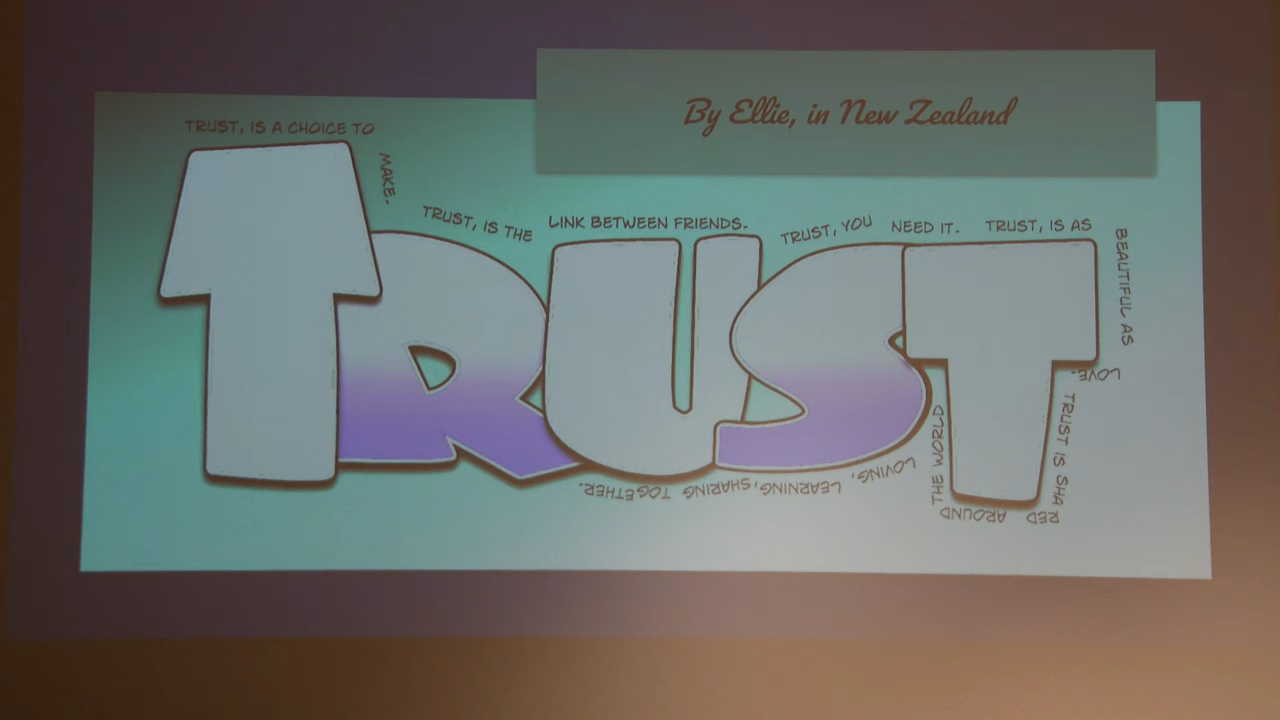 By Ellie, in New Zealand
TRUST, IS A CHOICE TO
MAKE.
TRUST, IS THE
LINK BETWEEN FRIENDS.
TRUST, YOU
NEED IT.
TRUST, IS AS
BEAUTIFUL AS
LOVE.
TRUST IS SHA
RED
AROUND
THE WORLD
LOVING,
LEARNING, SHARING TOGETHER.
TRUST